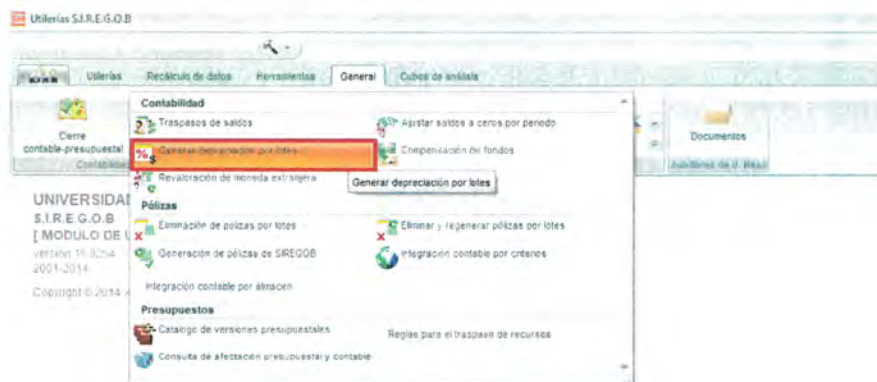 Utilerías S.I.R.E.G.O.B
Utilerías Recálculo de datos Herramientas General Cubos de análisis
Contabilidad
Traspasos de saldos Ajustar saldos a ceros por periodo
Cierre contable-presupuestal
Generar depreciación por lotes Compensación de fondos
Documentos
Revaloración de moneda extranjera
Generar depreciación por lotes
UNIVERSIDA
S.I.R.E.G.O.B
[ MODULO DE U
Pólizas
Eliminación de pólizas por lotes Eliminar y regenerar pólizas por lotes
Generación de pólizas de SIREGOB Integración contable por criterios
2001-2014
Integración contable por almacen
Copyright © 2014
Presupuestos
Catalogo de versiones presupuestales Reglas para el traspaso de recursos
Consulta de afectación presupuestal y contable